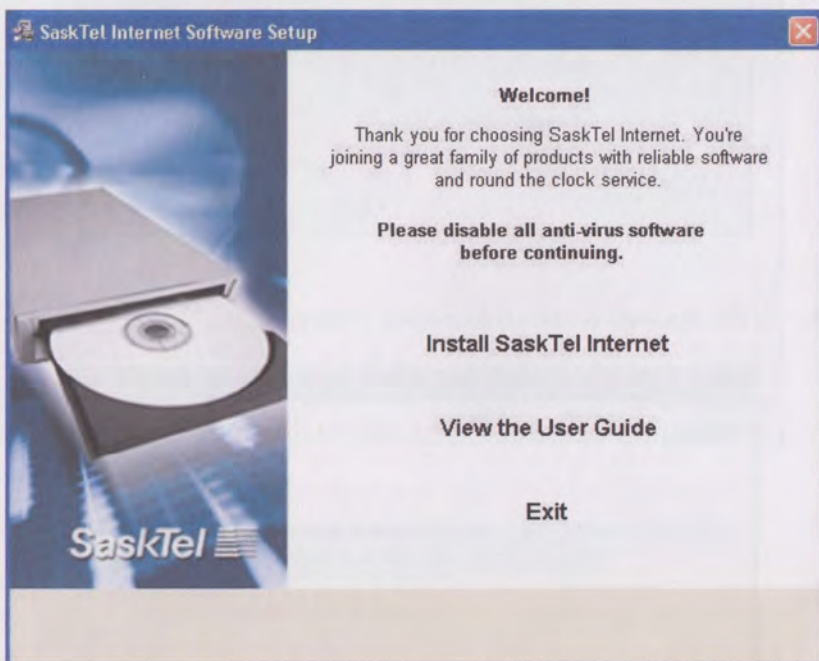 SaskTel Internet Software Setup
Welcome!
Thank you for choosing SaskTel Internet. You're
joining a great family of products with reliable software
and round the clock service.
Please disable all anti-virus software
before continuing.
Install SaskTel Internet
View the User Guide
Exit
SaskTel